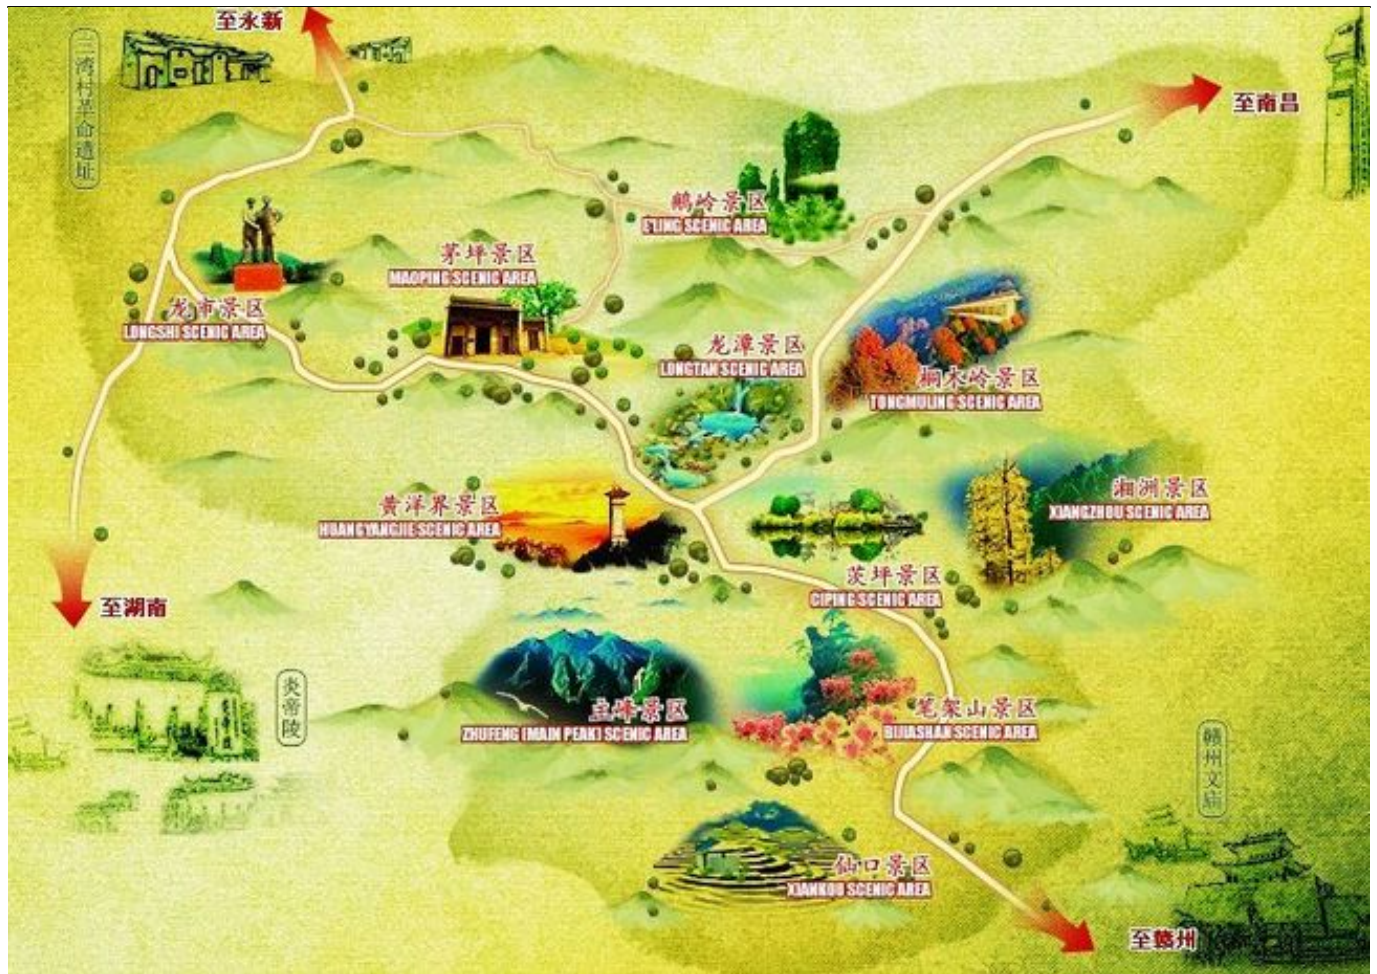 至永新
三湾村革命遗址
至南昌
鹅岭景区
E'LING SCENIC AREA
茅坪景区
MAOPING SCENIC AREA
龙市景区
LONGSHI SCENIC AREA
龙潭景区
LONGTAN SCENIC AREA
桐木岭景区
TONGMULING SCENIC AREA
黄洋界景区
HUANGYANGJIE SCENIC AREA
湘洲景区
XIANGZHOU SCENIC AREA
茨坪景区
CIPING SCENIC AREA
至湖南
炎帝陵
主峰景区
ZHUFENG (MAIN PEAK) SCENIC AREA
笔架山景区
BIJIASHAN SCENIC AREA
赣州文庙
仙口景区
XIANKOU SCENIC AREA
至赣州